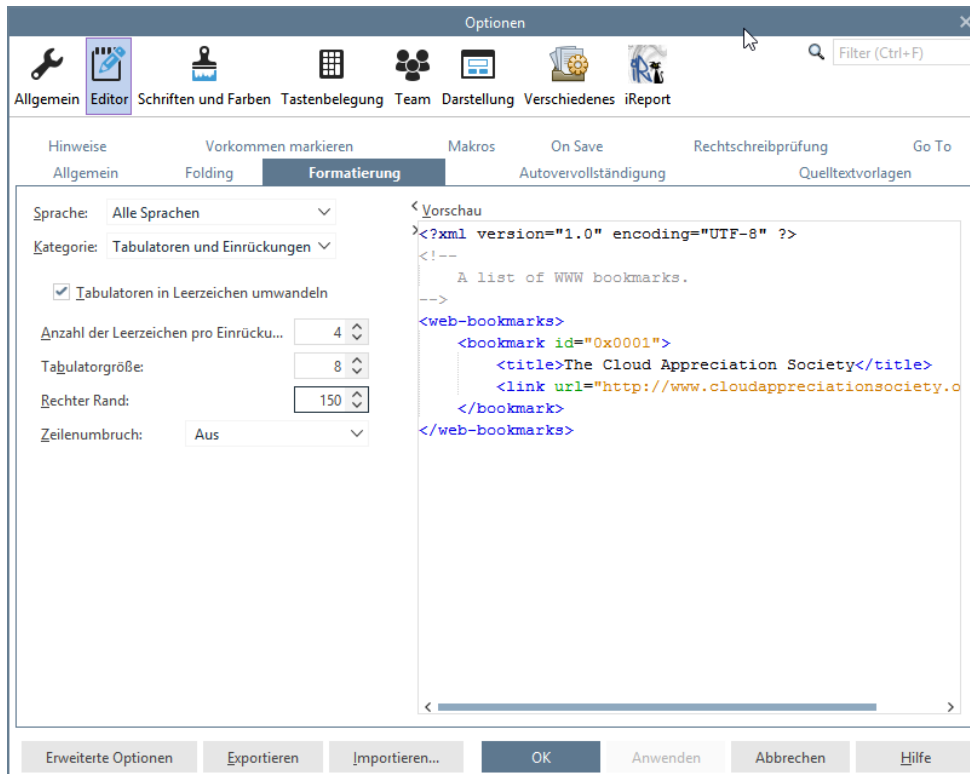 Optionen
Filter (Ctrl+F)
Allgemein Editor Schriften und Farben Tastenbelegung Team Darstellung Verschiedenes iReport
Hinweise Vorkommen markieren Makros On Save Rechtschreibprüfung Go To
Allgemein Folding Formatierung Autovervollständigung Quelltextvorlagen
Sprache: Alle Sprachen
Kategorie: Tabulatoren und Einrückungen
Tabulatoren in Leerzeichen umwandeln
Anzahl der Leerzeichen pro Einrücku... 4
Tabulatorgröße: 8
Rechter Rand: 150
Zeilenumbruch: Aus
Vorschau
<?xml version="1.0" encoding="UTF-8" ?>
<!--
    A list of WWW bookmarks.
-->
<web-bookmarks>
    <bookmark id="0x0001">
        <title>The Cloud Appreciation Society</title>
        <link url="http://www.cloudappreciationsociety.o
    </bookmark>
</web-bookmarks>
Erweiterte Optionen Exportieren Importieren... OK Anwenden Abbrechen Hilfe